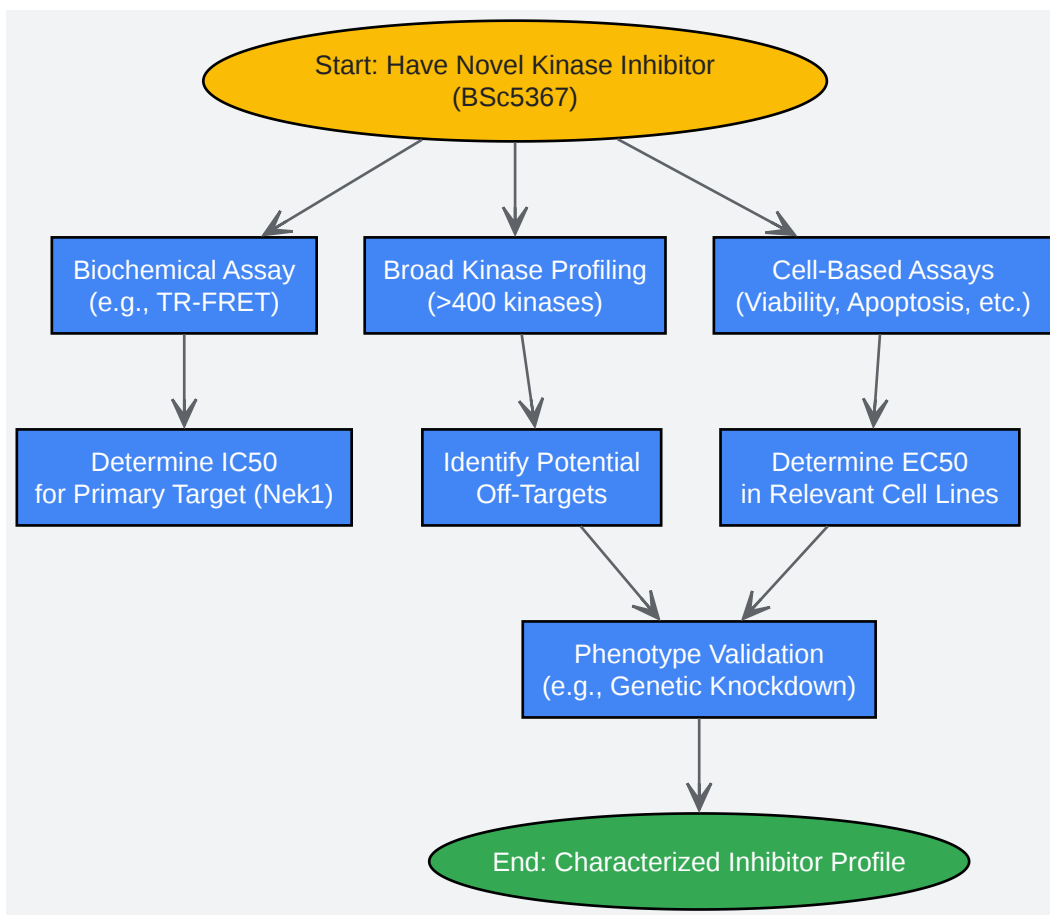 Start: Have Novel Kinase Inhibitor
(BSc5367)
Biochemical Assay
(e.g., TR-FRET)
Broad Kinase Profiling
(>400 kinases)
Cell-Based Assays
(Viability, Apoptosis, etc.)
Determine IC50
for Primary Target (Nek1)
Identify Potential
Off-Targets
Determine EC50
in Relevant Cell Lines
Phenotype Validation
(e.g., Genetic Knockdown)
End: Characterized Inhibitor Profile